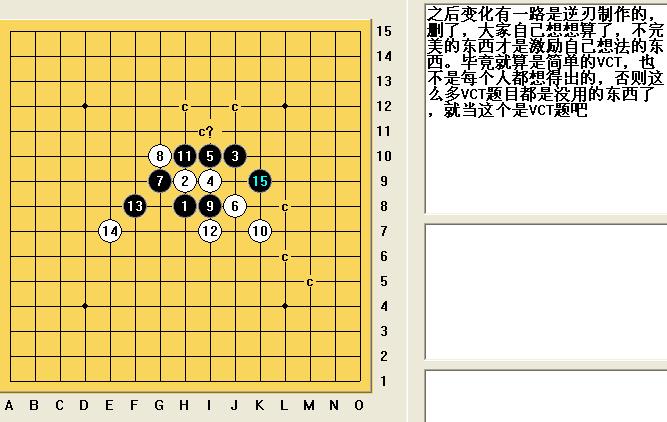 之后变化有一路是逆刃制作的,
删了,大家自己想想算了,不完
美的东西才是激励自己想法的东
西。毕竟就算是简单的VCT,也
不是每个人都想得出的,否则这
么多VCT题目都是没用的东西了
,就当这个是VCT题吧
15
14
13
c c 12
c? 11
8 11 5 3 10
7 2 4 15 9
13 1 9 6 c 8
14 12 10 7
c 6
c 5
4
3
2
1
A B C D E F G H I J K L M N O